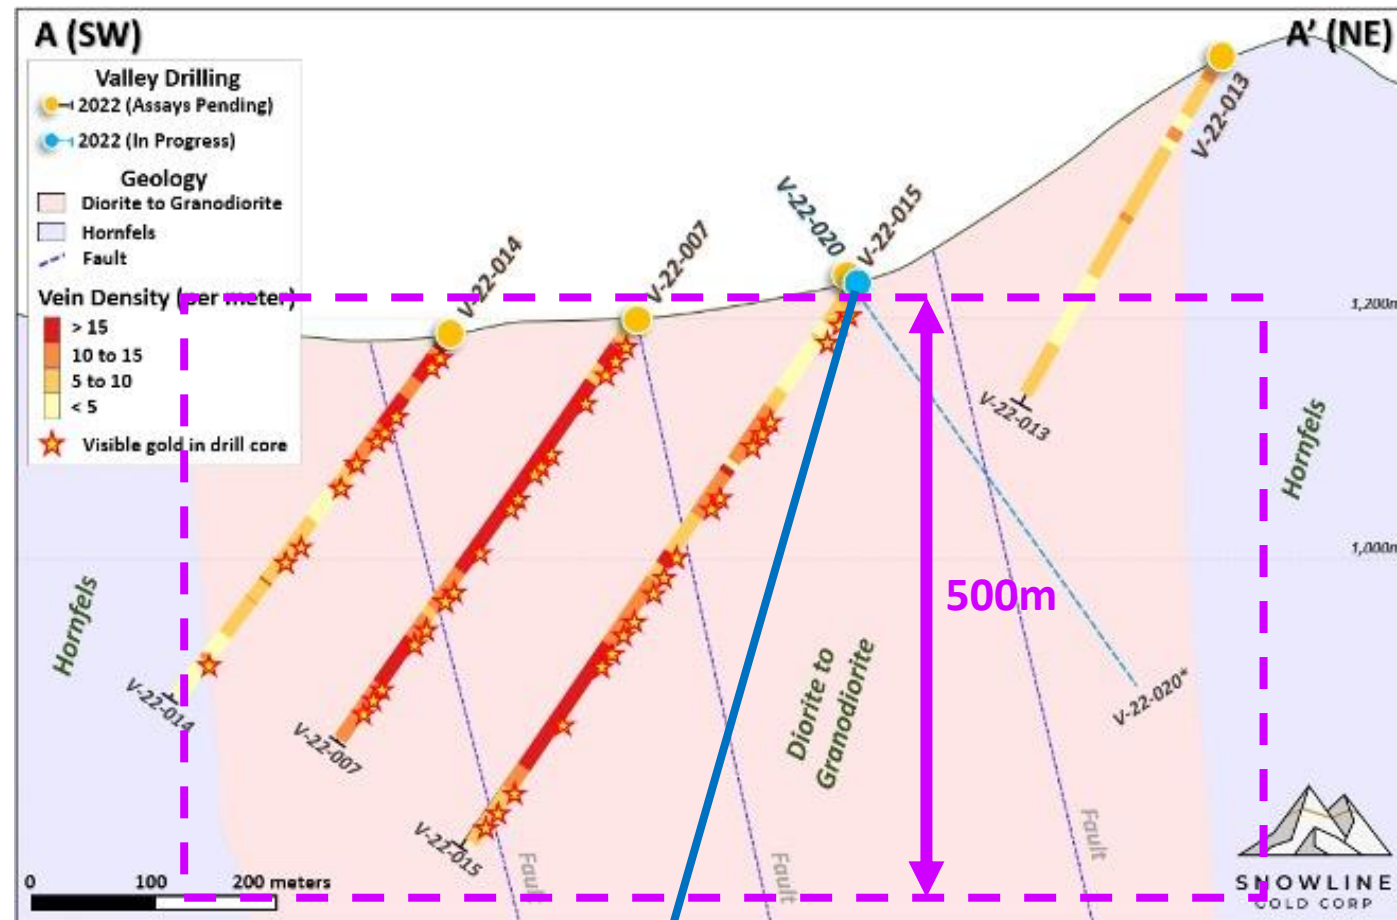 A (SW)
A' (NE)
Valley Drilling
2022 (Assays Pending)
2022 (In Progress)
Geology
Diorite to Granodiorite
Hornfels
Fault
Vein Density (per meter)
> 15
10 to 15
5 to 10
< 5
Visible gold in drill core
V-22-014
V-22-007
V-22-020
V-22-015
V-22-013
1,200m
V-22-013
Hornfels
1,000m
500m
Hornfels
Diorite to
Granodiorite
V-22-014
V-22-020*
V-22-007
V-22-015
Fault
Fault
Fault
0 100 200 meters
SNOWLINE
GOLD CORP